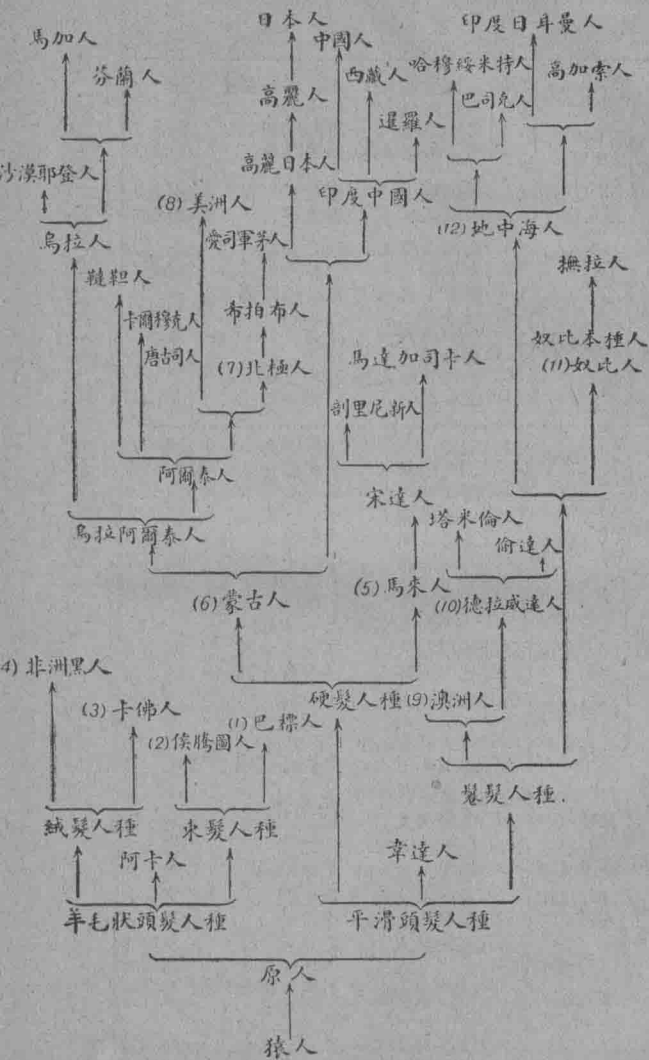 日本人
印度日耳曼人
馬加人
中國人
芬蘭人
西藏人
哈穆綏米特人
高加索人
高麗人
巴司克人
暹羅人
沙漠耶登人
高麗日本人
印度中國人
(8)美洲人
(12)地中海人
烏拉人
愛司軍茅人
撫拉人
韃靼人
希拍布人
卡爾穆克人
奴比本種人
唐古司人
馬達加司卡人
(11)奴比人
(7)北極人
剖里尼新人
阿爾泰人
宋達人
塔米倫人
烏拉阿爾泰人
偷達人
(6)蒙古人
(5)馬來人
(10)德拉威達人
4)非洲黑人
硬髮人種
(9)澳洲人
(3)卡佛人
(1)巴標人
(2)侯騰圖人
鬈髮人種.
絨髮人種
束髮人種
阿卡人
韋達人
羊毛狀頭髮人種
平滑頭髮人種
原人
猿人